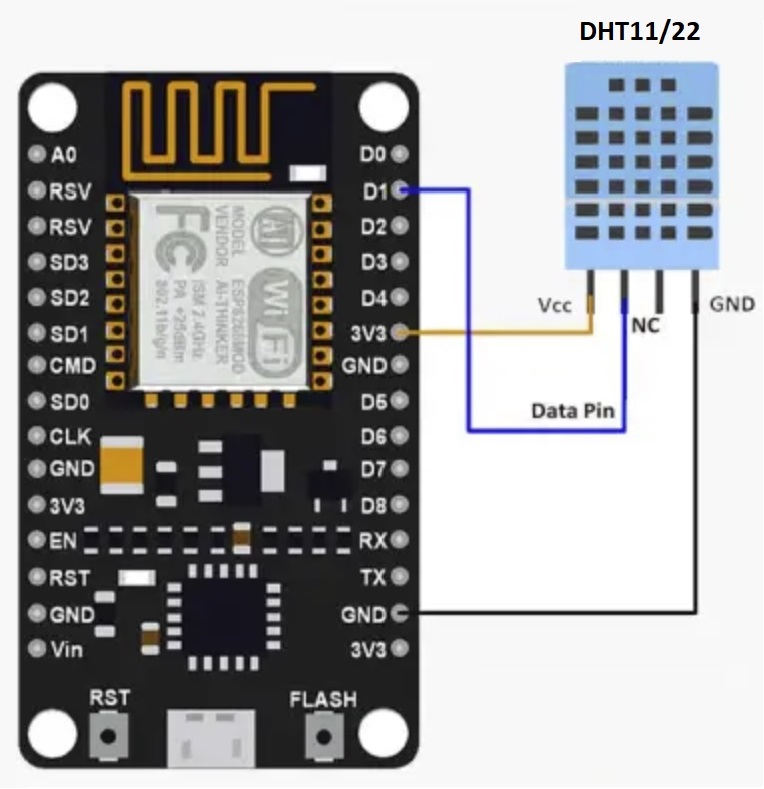 DHT11/22
A0
RSV
RSV
SD3
SD2
SD1
CMD
SD0
CLK
GND
3V3
EN
RST
GND
Vin
D0
D1
D2
D3
D4
3V3
GND
D5
D6
D7
D8
RX
TX
GND
3V3
MODEL ESP8266MOD
VENDOR AI-THINKER
ISM 2.4GHz
PA +25dBm
802.11b/g/n
FC
AI
WiFi
Vcc
NC
GND
Data Pin
RST
FLASH